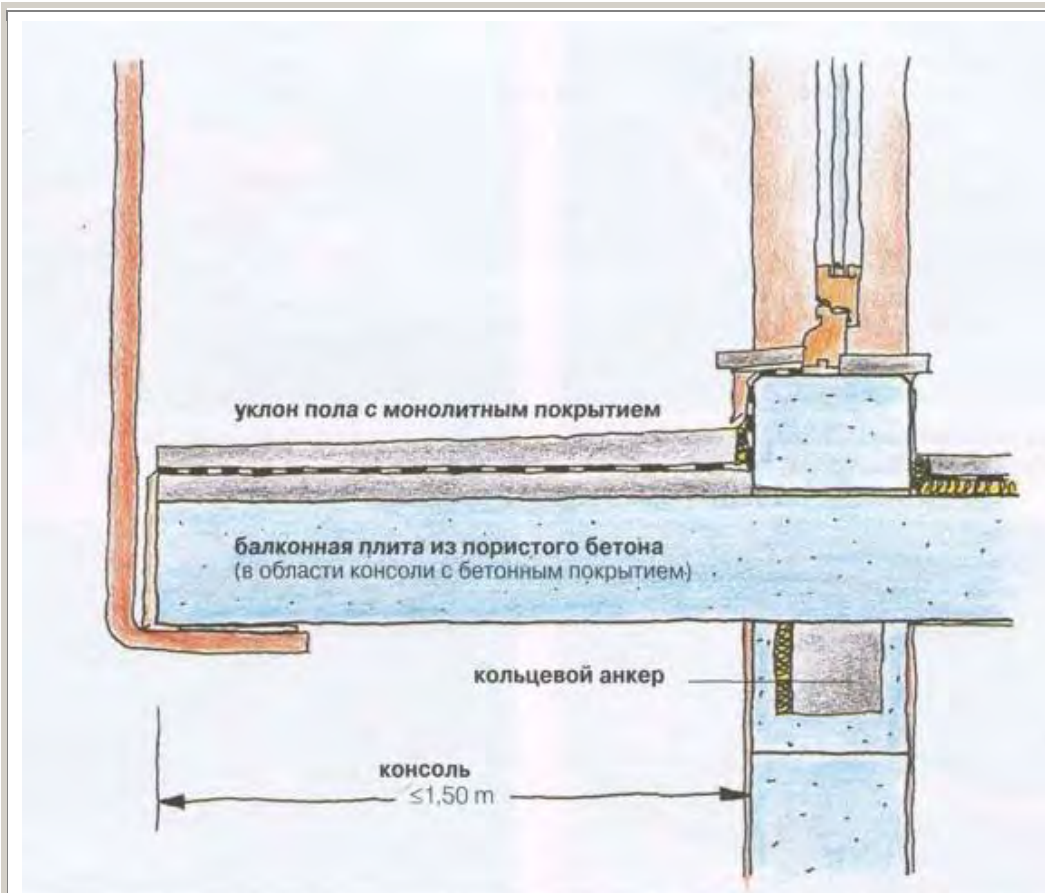 уклон пола с монолитным покрытием
балконная плита из пористого бетона
(в области консоли с бетонным покрытием)
кольцевой анкер
консоль
≤1,50 m